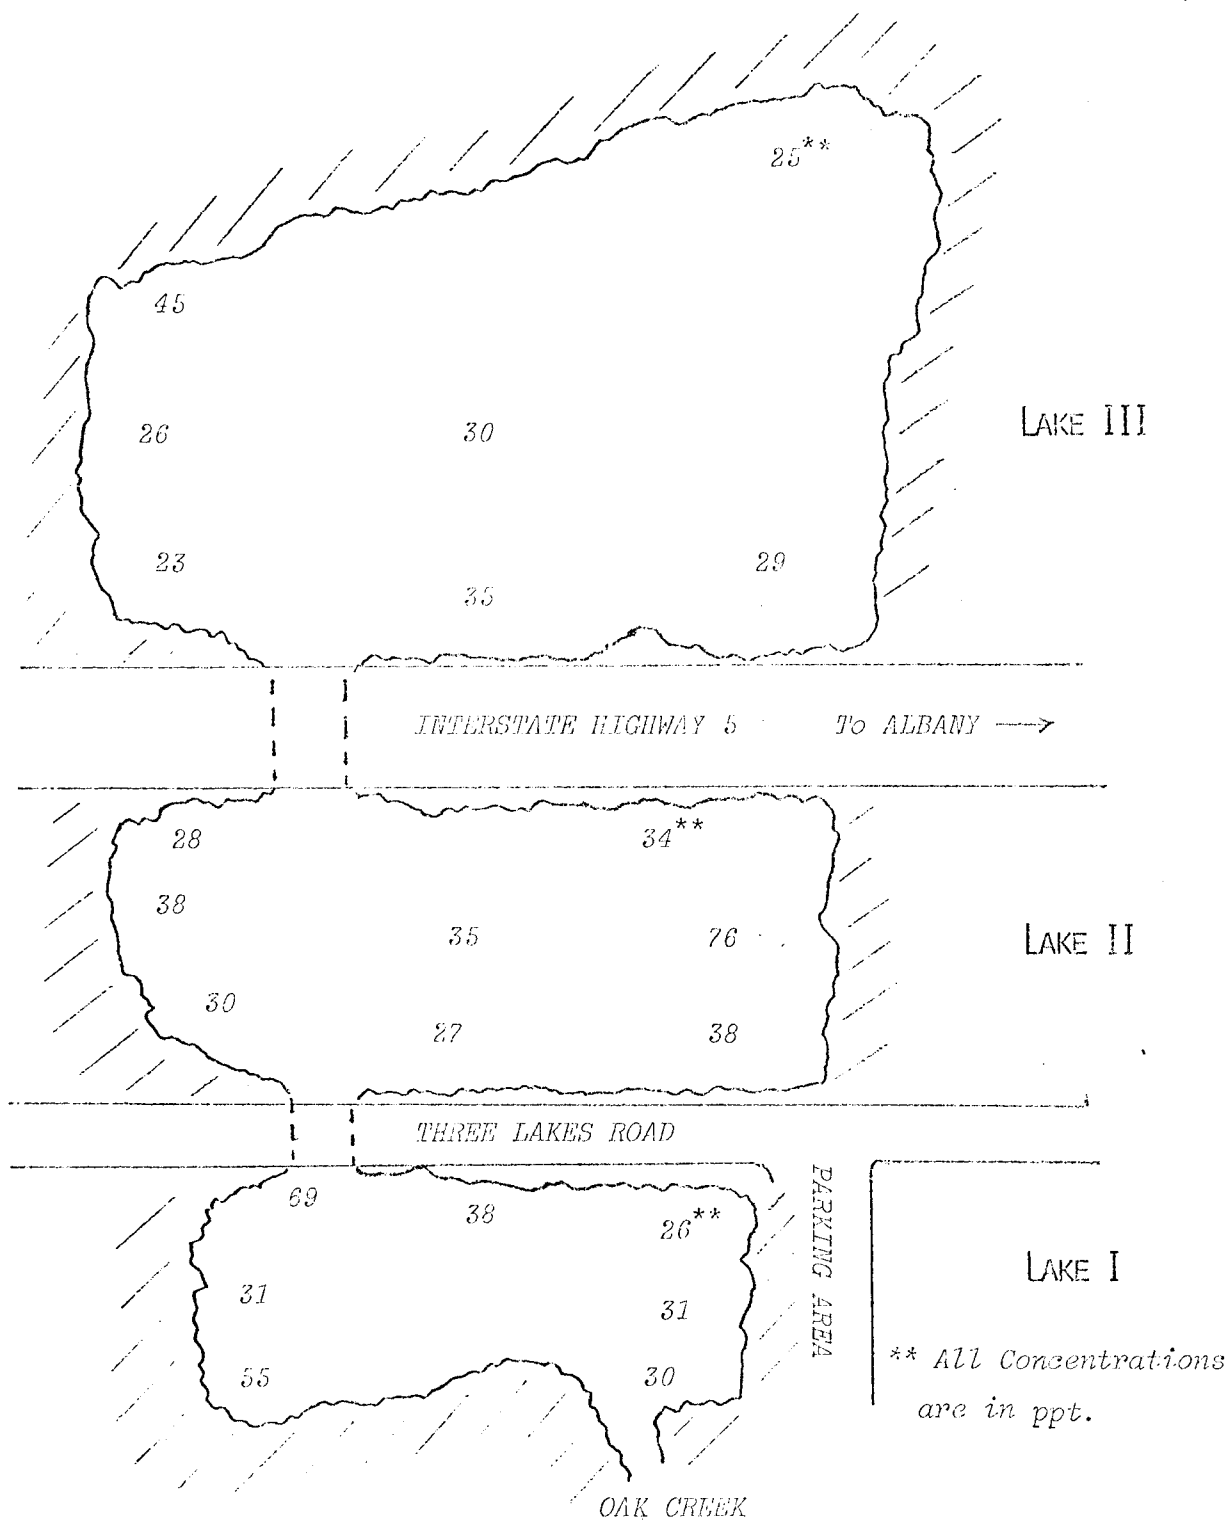 25**
45
26 30
LAKE III
23 29
35
INTERSTATE HIGHWAY 5 To ALBANY
28 34**
38
35 76
LAKE II
30
27 38
THREE LAKES ROAD
69 38 26**
PARKING AREA
31 31
LAKE I
55 30
** All Concentrations
are in ppt.
OAK CREEK